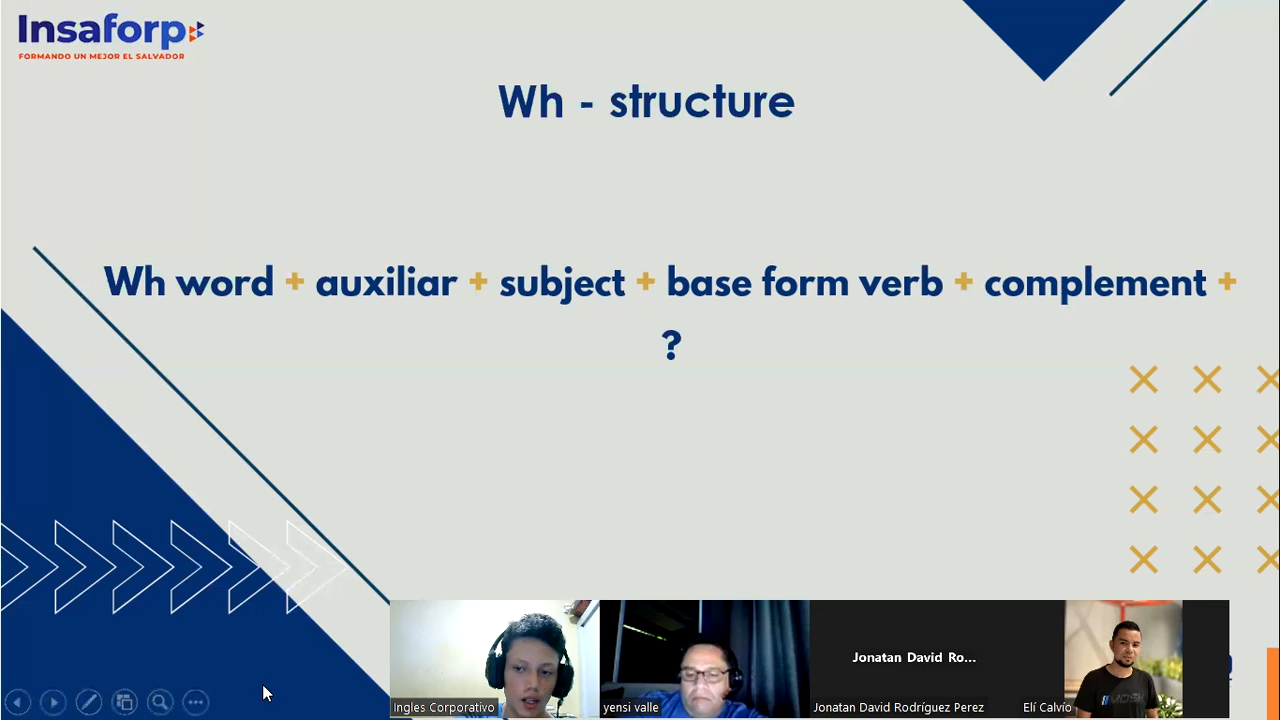 Insaforp
FORMANDO UN MEJOR EL SALVADOR
Wh - structure
Wh word + auxiliar + subject + base form verb + complement +
?
Jonatan David Ro...
Ingles Corporativo
yensi valle
Jonatan David Rodríguez Perez
Elí Calvío